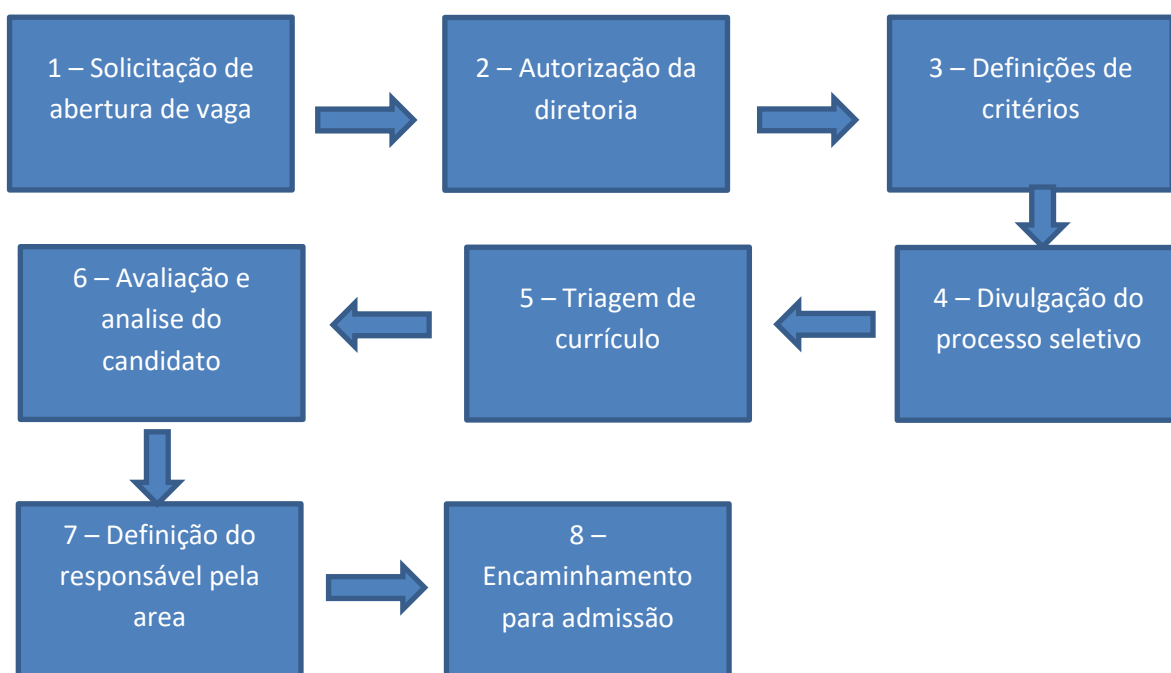 1 – Solicitação de
abertura de vaga
2 – Autorização da
diretoria
3 – Definições de
critérios
4 – Divulgação do
processo seletivo
5 – Triagem de
currículo
6 – Avaliação e
analise do
candidato
7 – Definição do
responsável pela
area
8 –
Encaminhamento
para admissão